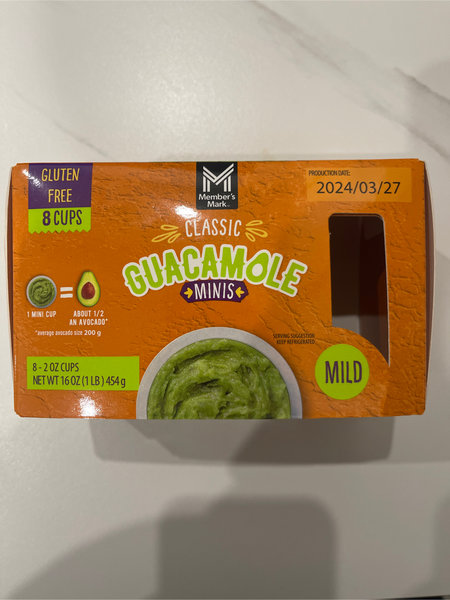 GLUTEN
FREE
8 CUPS
Member's
Mark™
PRODUCTION DATE:
2024/03/27
CLASSIC
GUACAMOLE
MINIS
=
1 MINI CUP
ABOUT 1/2
AN AVOCADO*
*average avocado size 200 g
SERVING SUGGESTION
KEEP REFRIGERATED
8 - 2 OZ CUPS
NET WT 16 OZ (1 LB) 454 g
MILD